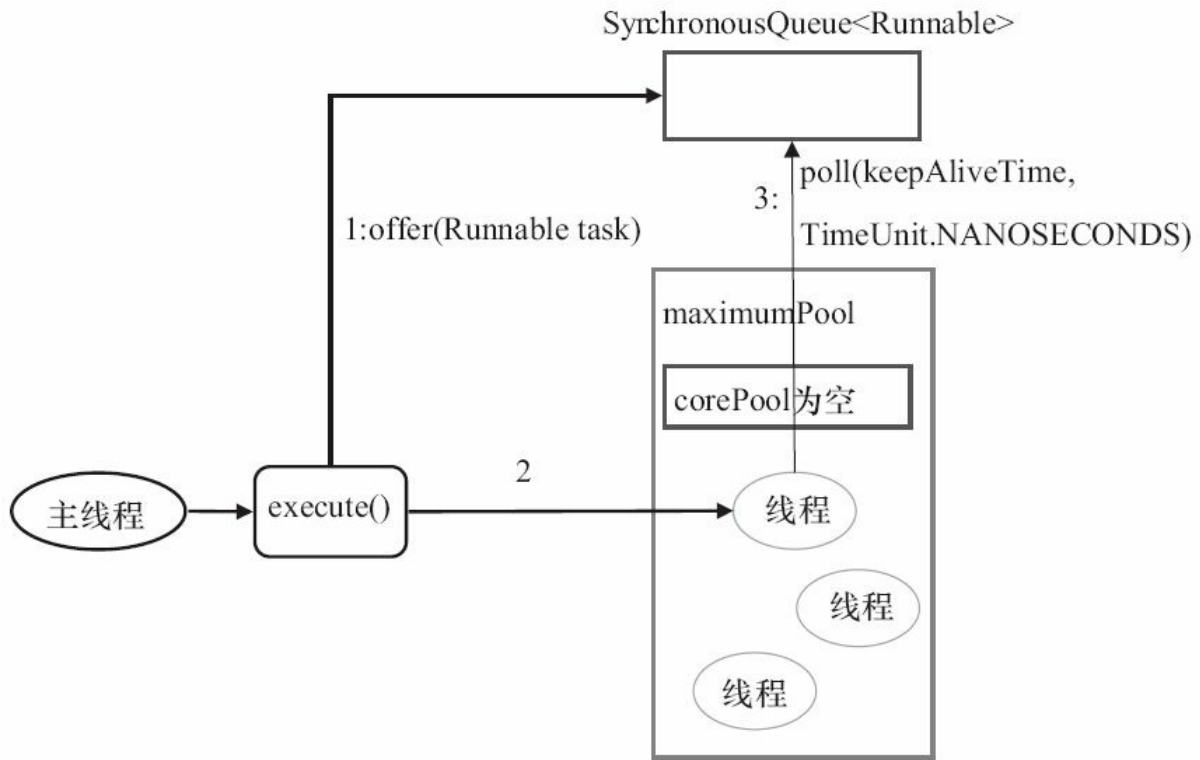 SynchronousQueue<Runnable>
poll(keepAliveTime,
3:
1:offer(Runnable task)
TimeUnit.NANOSECONDS)
maximumPool
corePool为空
2
主线程
execute()
线程
线程
线程